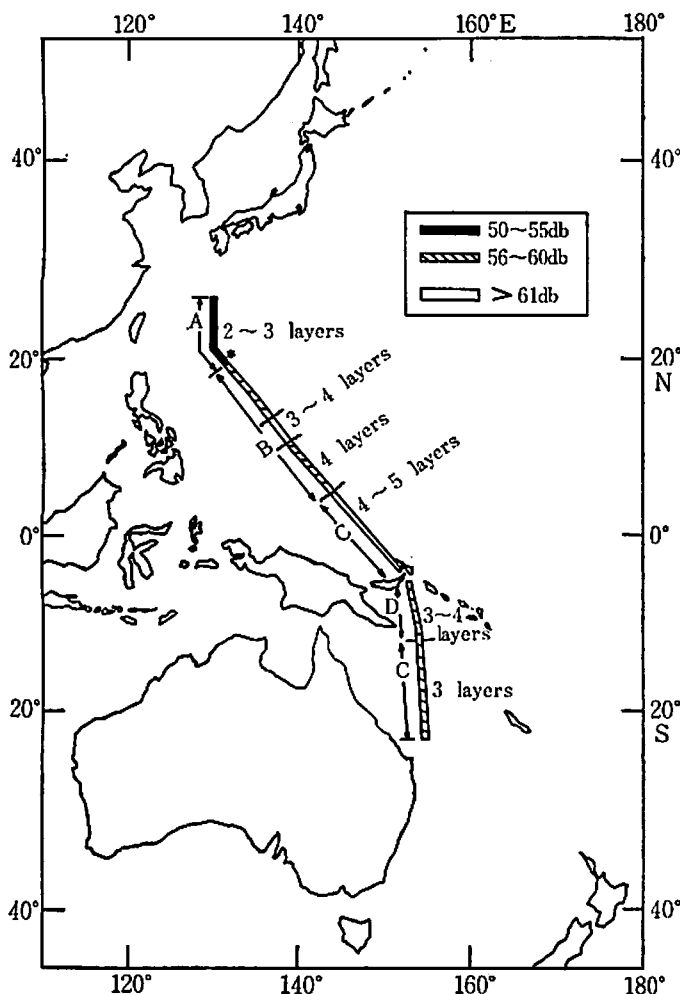 120° 140° 160°E 180°
40° 40°
50~55db
56~60db
>61db
A
2~3 layers
*
20° 20°
N
3~4 layers
B
4 layers
4~5 layers
0° 0°
C
D
3~4
layers
C
3 layers
20° 20°
S
40° 40°
120° 140° 160° 180°